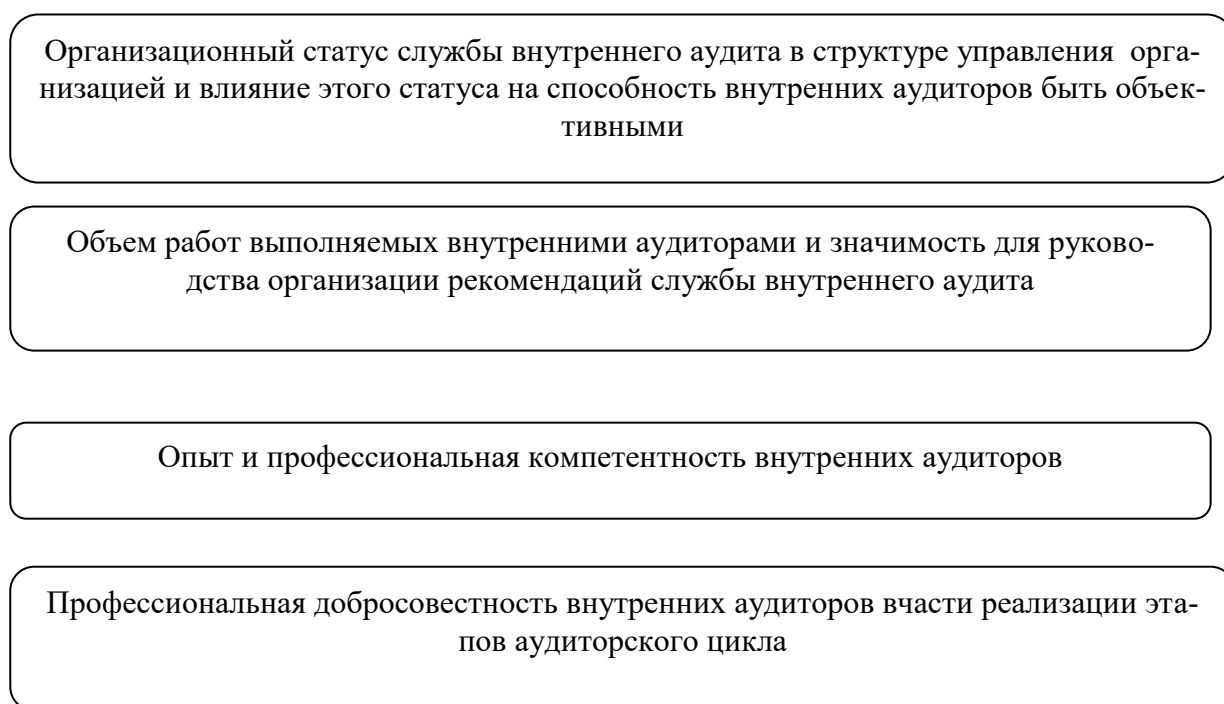 Организационный статус службы внутреннего аудита в структуре управления орга-
низацией и влияние этого статуса на способность внутренних аудиторов быть объек-
тивными
Объем работ выполняемых внутренними аудиторами и значимость для руково-
дства организации рекомендаций службы внутреннего аудита
Опыт и профессиональная компетентность внутренних аудиторов
Профессиональная добросовестность внутренних аудиторов вчасти реализации эта-
пов аудиторского цикла